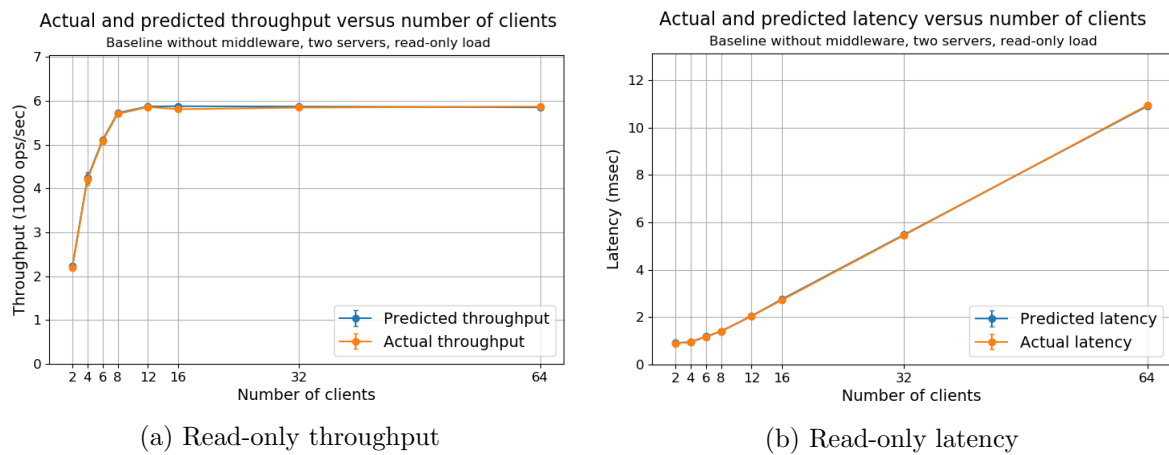 Actual and predicted throughput versus number of clients
Baseline without middleware, two servers, read-only load
Throughput (1000 ops/sec)
7
6
5
4
3
2
1
0
2 4 6 8 12 16 32 64
Number of clients
Predicted throughput
Actual throughput
(a) Read-only throughput
Actual and predicted latency versus number of clients
Baseline without middleware, two servers, read-only load
Latency (msec)
12
10
8
6
4
2
0
2 4 6 8 12 16 32 64
Number of clients
Predicted latency
Actual latency
(b) Read-only latency